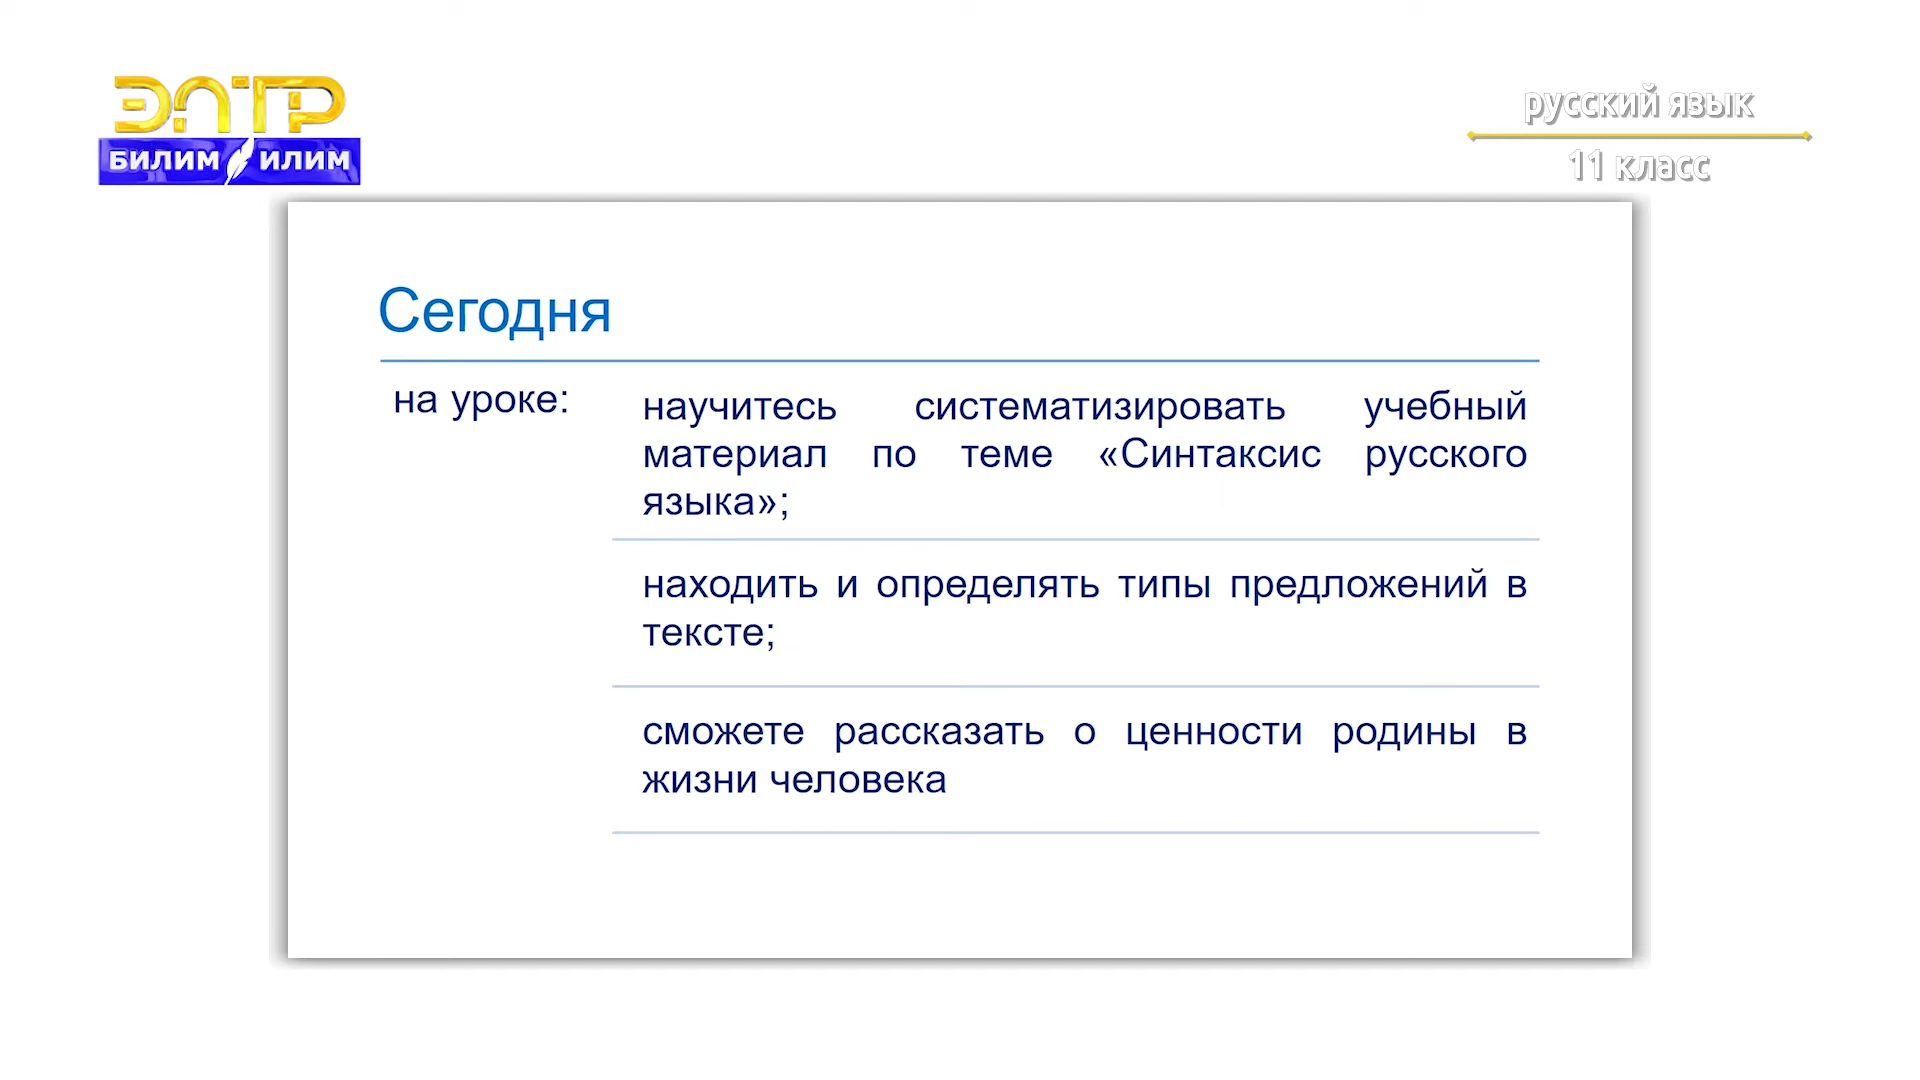 ЭЛТР
БИЛИМ ИЛИМ
русский язык
11 класс
Сегодня
на уроке:
научитесь систематизировать учебный
материал по теме «Синтаксис русского
языка»;
находить и определять типы предложений в
тексте;
сможете рассказать о ценности родины в
жизни человека